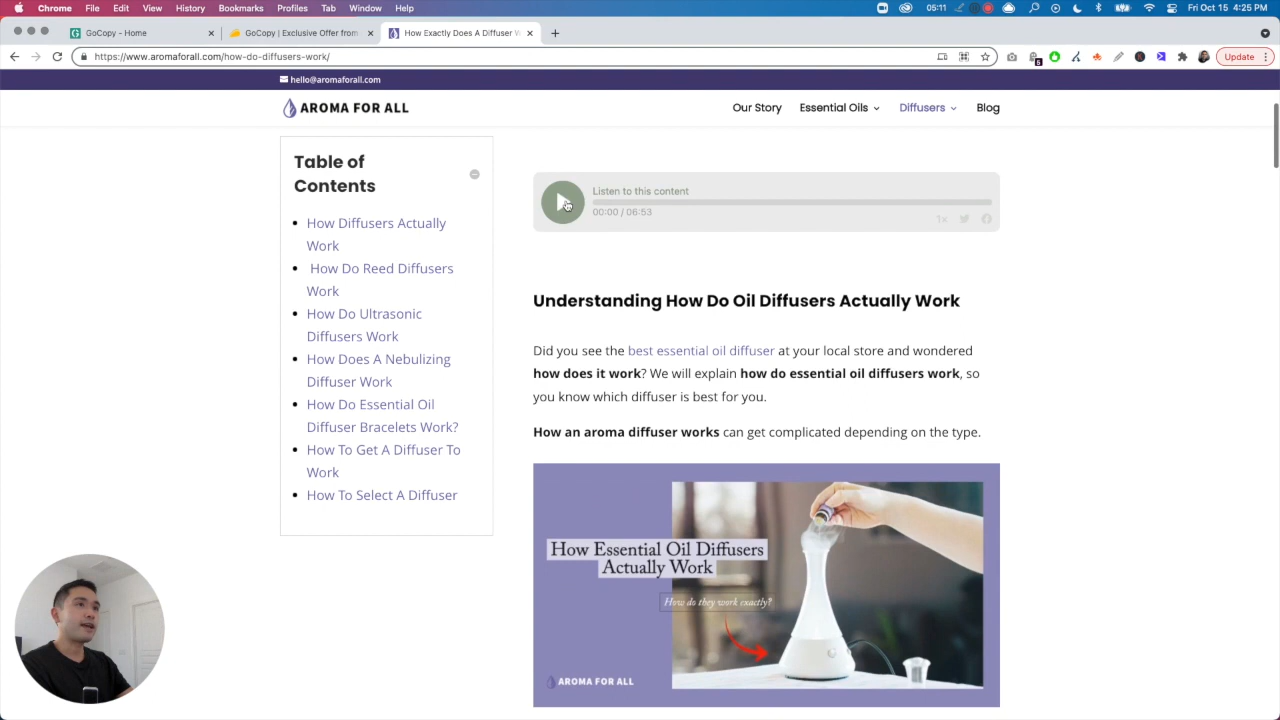 Chrome File Edit View History Bookmarks Profiles Tab Window Help 05:11 Fri Oct 15 4:25 PM
GoCopy - Home GoCopy | Exclusive Offer from How Exactly Does A Diffuser W
https://www.aromaforall.com/how-do-diffusers-work/ 5 Update
hello@aromaforall.com
AROMA FOR ALL Our Story Essential Oils Diffusers Blog
Table of
Contents
How Diffusers Actually
Work
How Do Reed Diffusers
Work
How Do Ultrasonic
Diffusers Work
How Does A Nebulizing
Diffuser Work
How Do Essential Oil
Diffuser Bracelets Work?
How To Get A Diffuser To
Work
How To Select A Diffuser
Listen to this content
00:00 / 06:53
1x
Understanding How Do Oil Diffusers Actually Work
Did you see the best essential oil diffuser at your local store and wondered
how does it work? We will explain how do essential oil diffusers work, so
you know which diffuser is best for you.
How an aroma diffuser works can get complicated depending on the type.
How Essential Oil Diffusers
Actually Work
How do they work exactly?
AROMA FOR ALL